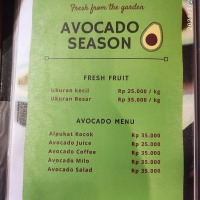 Fresh from the garden
AVOCADO
SEASON
FRESH FRUIT
Ukuran kecil Rp 25.000 / kg
Ukuran Besar Rp 35.000 / kg
AVOCADO MENU
Alpukat Kocok Rp 35.000
Avocado Juice Rp 25.000
Avocado Coffee Rp 35.000
Avocado Milo Rp 35.000
Avocado Salad Rp 35.000